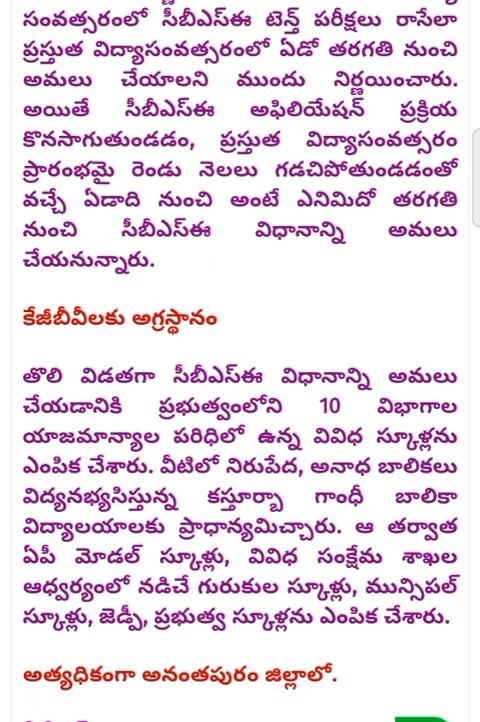 సంవత్సరంలో సీబీఎస్ఈ టెన్త్ పరీక్షలు రాసేలా
ప్రస్తుత విద్యాసంవత్సరంలో ఏడో తరగతి నుంచి
అమలు చేయాలని ముందు నిర్ణయించారు.
అయితే సీబీఎస్ఈ అఫిలియేషన్ ప్రక్రియ
కొనసాగుతుండడం, ప్రస్తుత విద్యాసంవత్సరం
ప్రారంభమై రెండు నెలలు గడచిపోతుండడంతో
వచ్చే ఏడాది నుంచి అంటే ఎనిమిదో తరగతి
నుంచి సీబీఎస్ఈ విధానాన్ని అమలు
చేయనున్నారు.
కేజీబీవీలకు అగ్రస్థానం
తొలి విడతగా సీబీఎస్ఈ విధానాన్ని అమలు
చేయడానికి ప్రభుత్వంలోని 10 విభాగాల
యాజమాన్యాల పరిధిలో ఉన్న వివిధ స్కూళ్లను
ఎంపిక చేశారు. వీటిలో నిరుపేద, అనాధ బాలికలు
విద్యనభ్యసిస్తున్న కస్తూర్బా గాంధీ బాలికా
విద్యాలయాలకు ప్రాధాన్యమిచ్చారు. ఆ తర్వాత
ఏపీ మోడల్ స్కూళ్లు, వివిధ సంక్షేమ శాఖల
ఆధ్వర్యంలో నడిచే గురుకుల స్కూళ్లు, మున్సిపల్
స్కూళ్లు, జెడ్పీ, ప్రభుత్వ స్కూళ్లను ఎంపిక చేశారు.
అత్యధికంగా అనంతపురం జిల్లాలో.